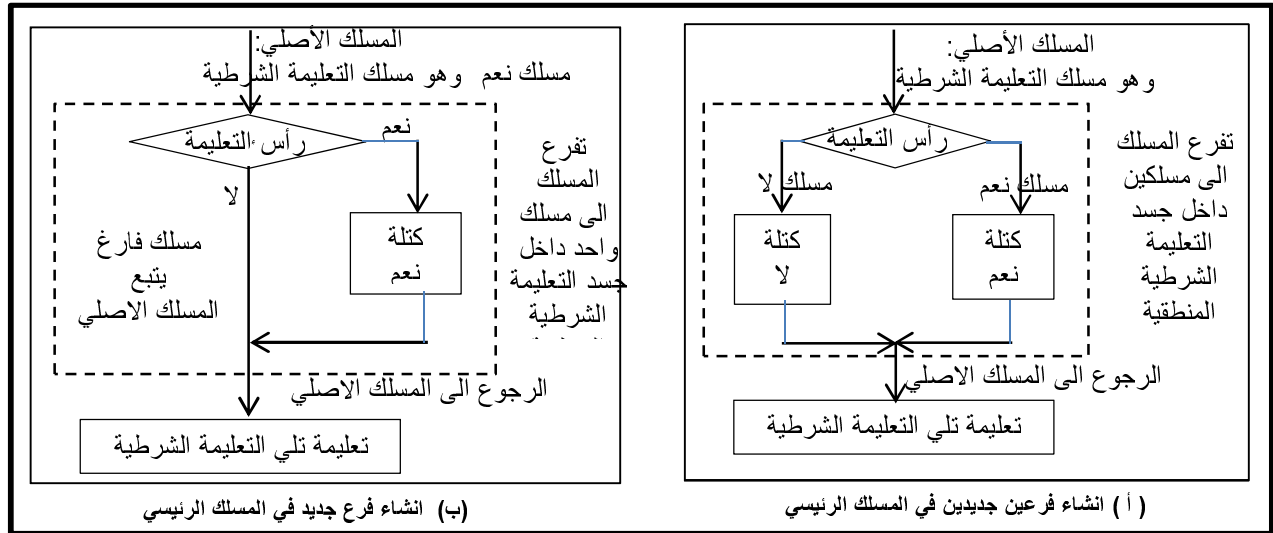 المسلك الأصلي:
وهو مسلك التعليمة الشرطية
رأس التعليمة
مسلك نعم
مسلك لا
كتلة
نعم
كتلة
لا
تفرع المسلك
الى مسلكين
داخل جسد
التعليمة
الشرطية
المنطقية
الرجوع الى المسلك الاصلي
تعليمة تلي التعليمة الشرطية
( أ ) انشاء فرعين جديدين في المسلك الرئيسي
المسلك الأصلي:
مسلك نعم وهو مسلك التعليمة الشرطية
رأس التعليمة
نعم
لا
كتلة
نعم
مسلك فارغ
يتبع
المسلك الاصلي
تفرع
المسلك
الى مسلك
واحد داخل
جسد التعليمة
الشرطية
الرجوع الى المسلك الاصلي
تعليمة تلي التعليمة الشرطية
(ب) انشاء فرع جديد في المسلك الرئيسي